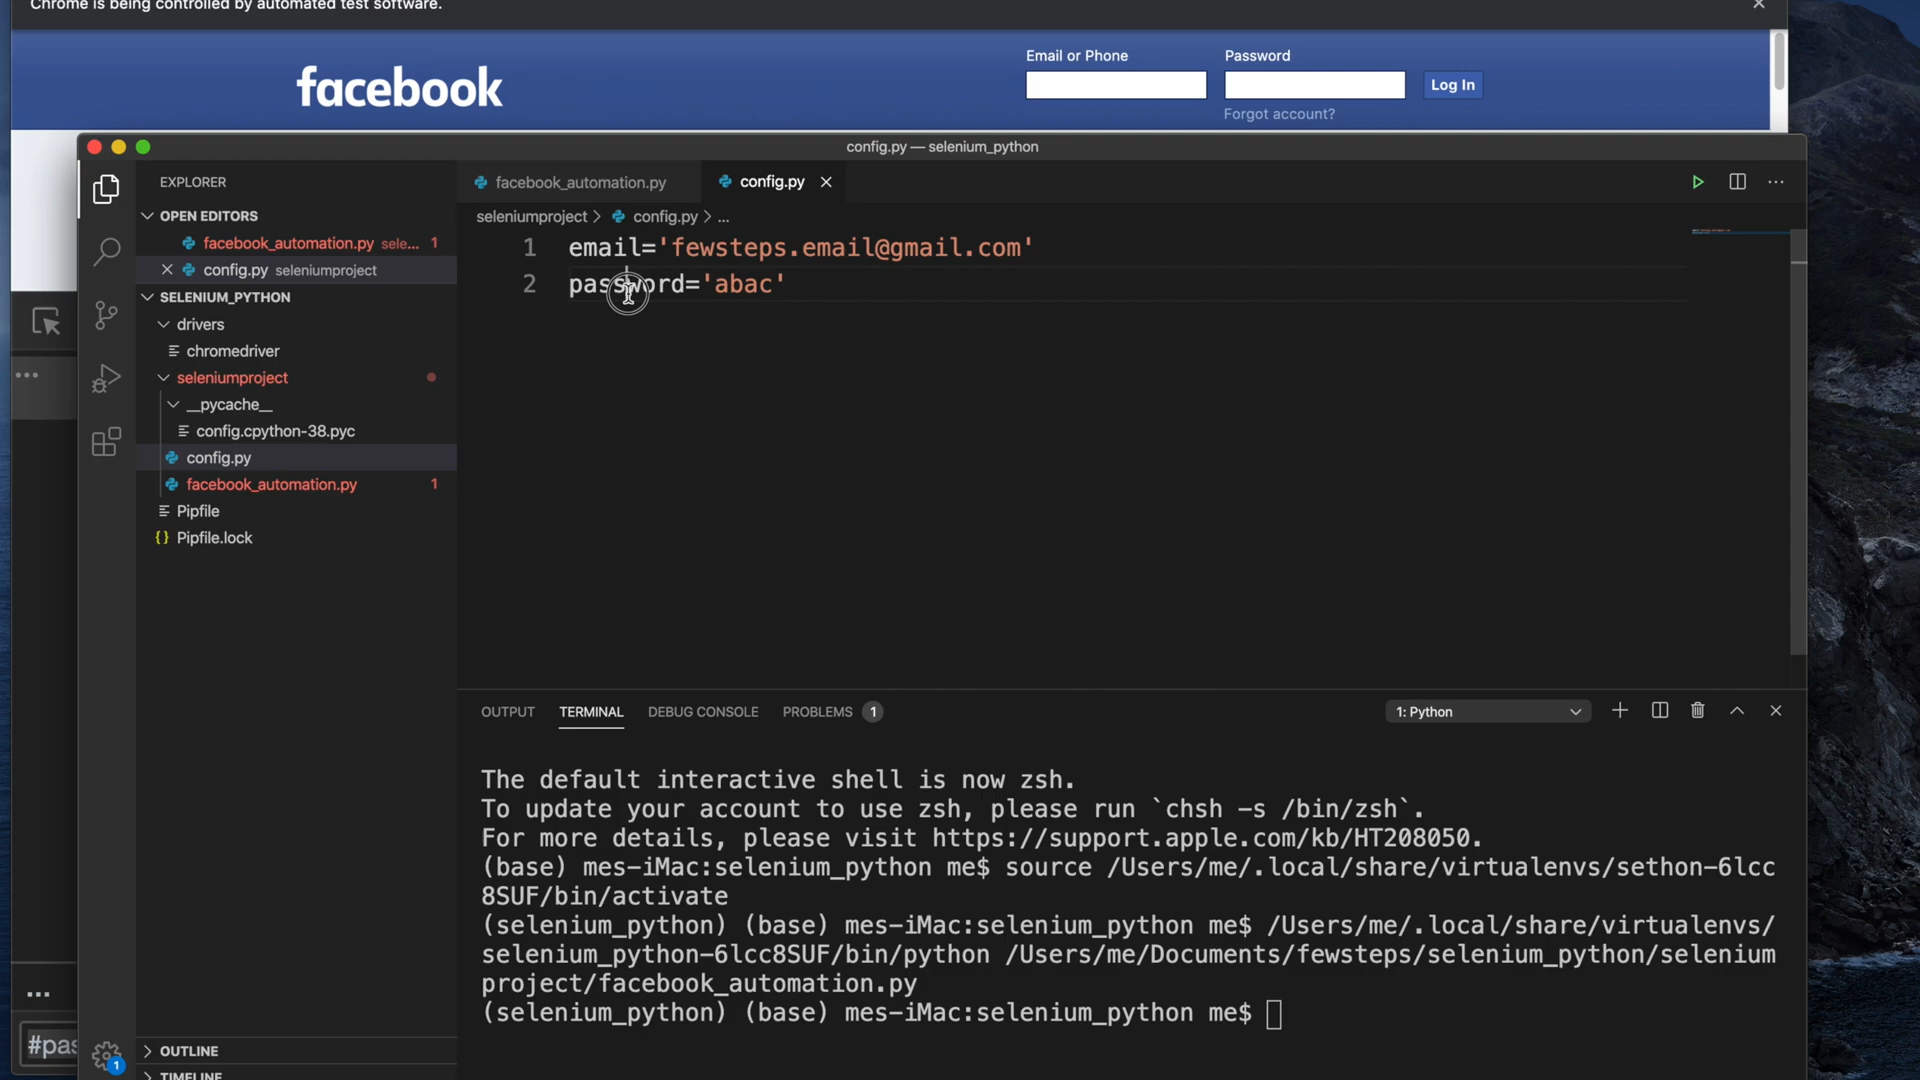 Chrome is being controlled by automated test software.
facebook
Email or Phone
Password
Log In
Forgot account?
config.py — selenium_python
EXPLORER
OPEN EDITORS
facebook_automation.py sele... 1
config.py seleniumproject
SELENIUM_PYTHON
drivers
chromedriver
seleniumproject
__pycache__
config.cpython-38.pyc
config.py
facebook_automation.py 1
Pipfile
{} Pipfile.lock
OUTLINE
TIMELINE
1
#pas
facebook_automation.py
config.py
seleniumproject > config.py > ...
1 email='fewsteps.email@gmail.com'
2 password='abac'
OUTPUT TERMINAL DEBUG CONSOLE PROBLEMS 1
1: Python
The default interactive shell is now zsh.
To update your account to use zsh, please run `chsh -s /bin/zsh`.
For more details, please visit https://support.apple.com/kb/HT208050.
(base) mes-iMac:selenium_python me$ source /Users/me/.local/share/virtualenvs/sethon-6lcc
8SUF/bin/activate
(selenium_python) (base) mes-iMac:selenium_python me$ /Users/me/.local/share/virtualenvs/
selenium_python-6lcc8SUF/bin/python /Users/me/Documents/fewsteps/selenium_python/selenium
project/facebook_automation.py
(selenium_python) (base) mes-iMac:selenium_python me$